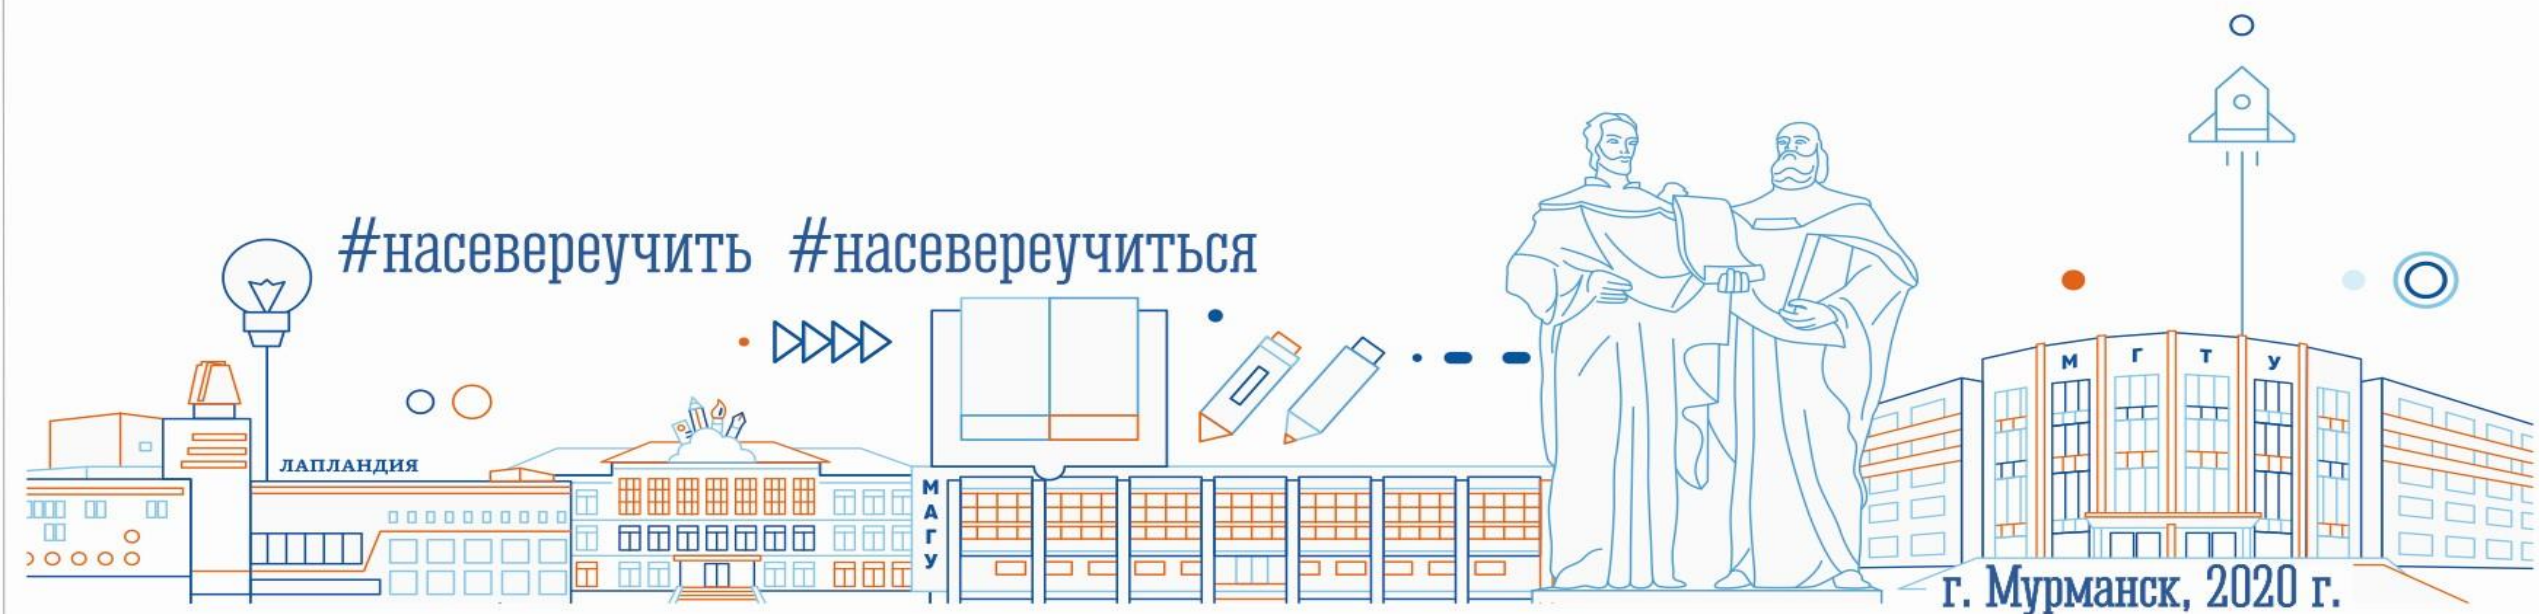 #насевереучить #насевереучиться
ЛАПЛАНДИЯ
МАГУ
МГТУ
г. Мурманск, 2020 г.